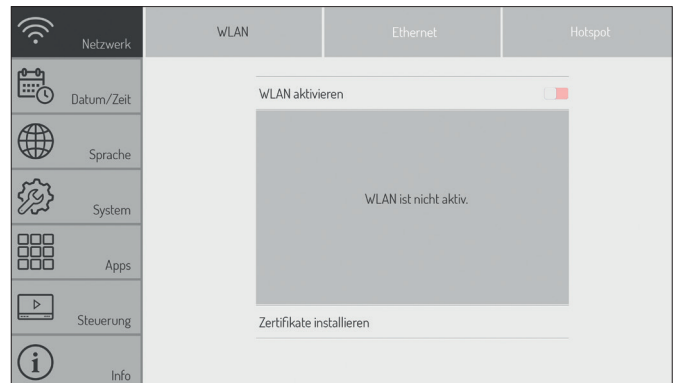 Netzwerk
WLAN
Ethernet
Hotspot
Datum/Zeit
Sprache
System
Apps
Steuerung
Info
WLAN aktivieren
WLAN ist nicht aktiv.
Zertifikate installieren